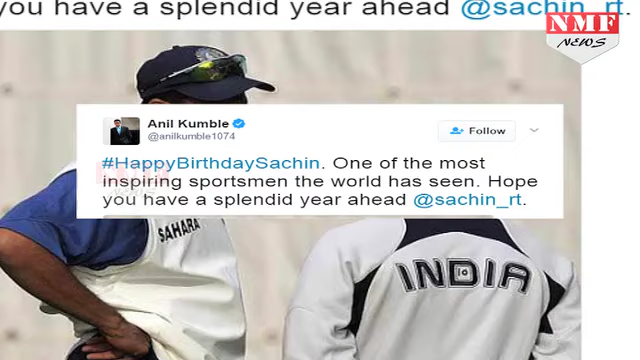 you have a splendid year ahead @sachin_rt.
NMF
NEWS
Anil Kumble
@anilkumble1074
Follow
#HappyBirthdaySachin. One of the most
inspiring sportsmen the world has seen. Hope
you have a splendid year ahead @sachin_rt.
SAHARA
INDIA